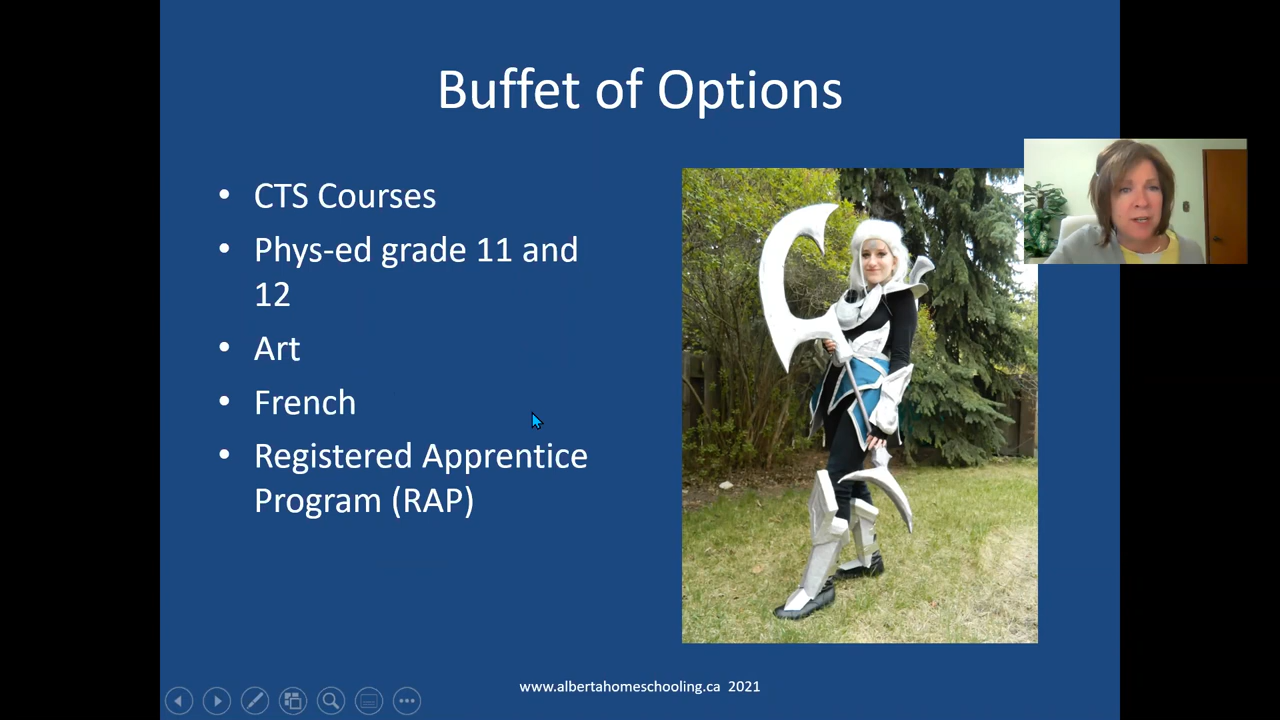 Buffet of Options
• CTS Courses
• Phys-ed grade 11 and
12
• Art
• French
• Registered Apprentice
Program (RAP)
www.albertahomeschooling.ca 2021